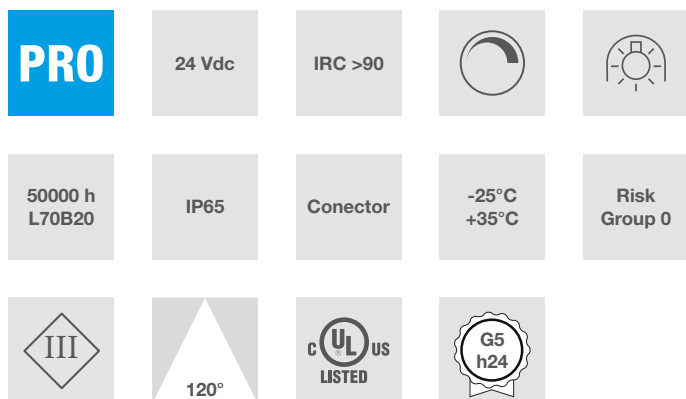 PRO
24 Vdc
IRC >90
50000 h
L70B20
IP65
Conector
-25°C
+35°C
Risk
Group 0
III
120°
C UL US
®
LISTED
G5
h24